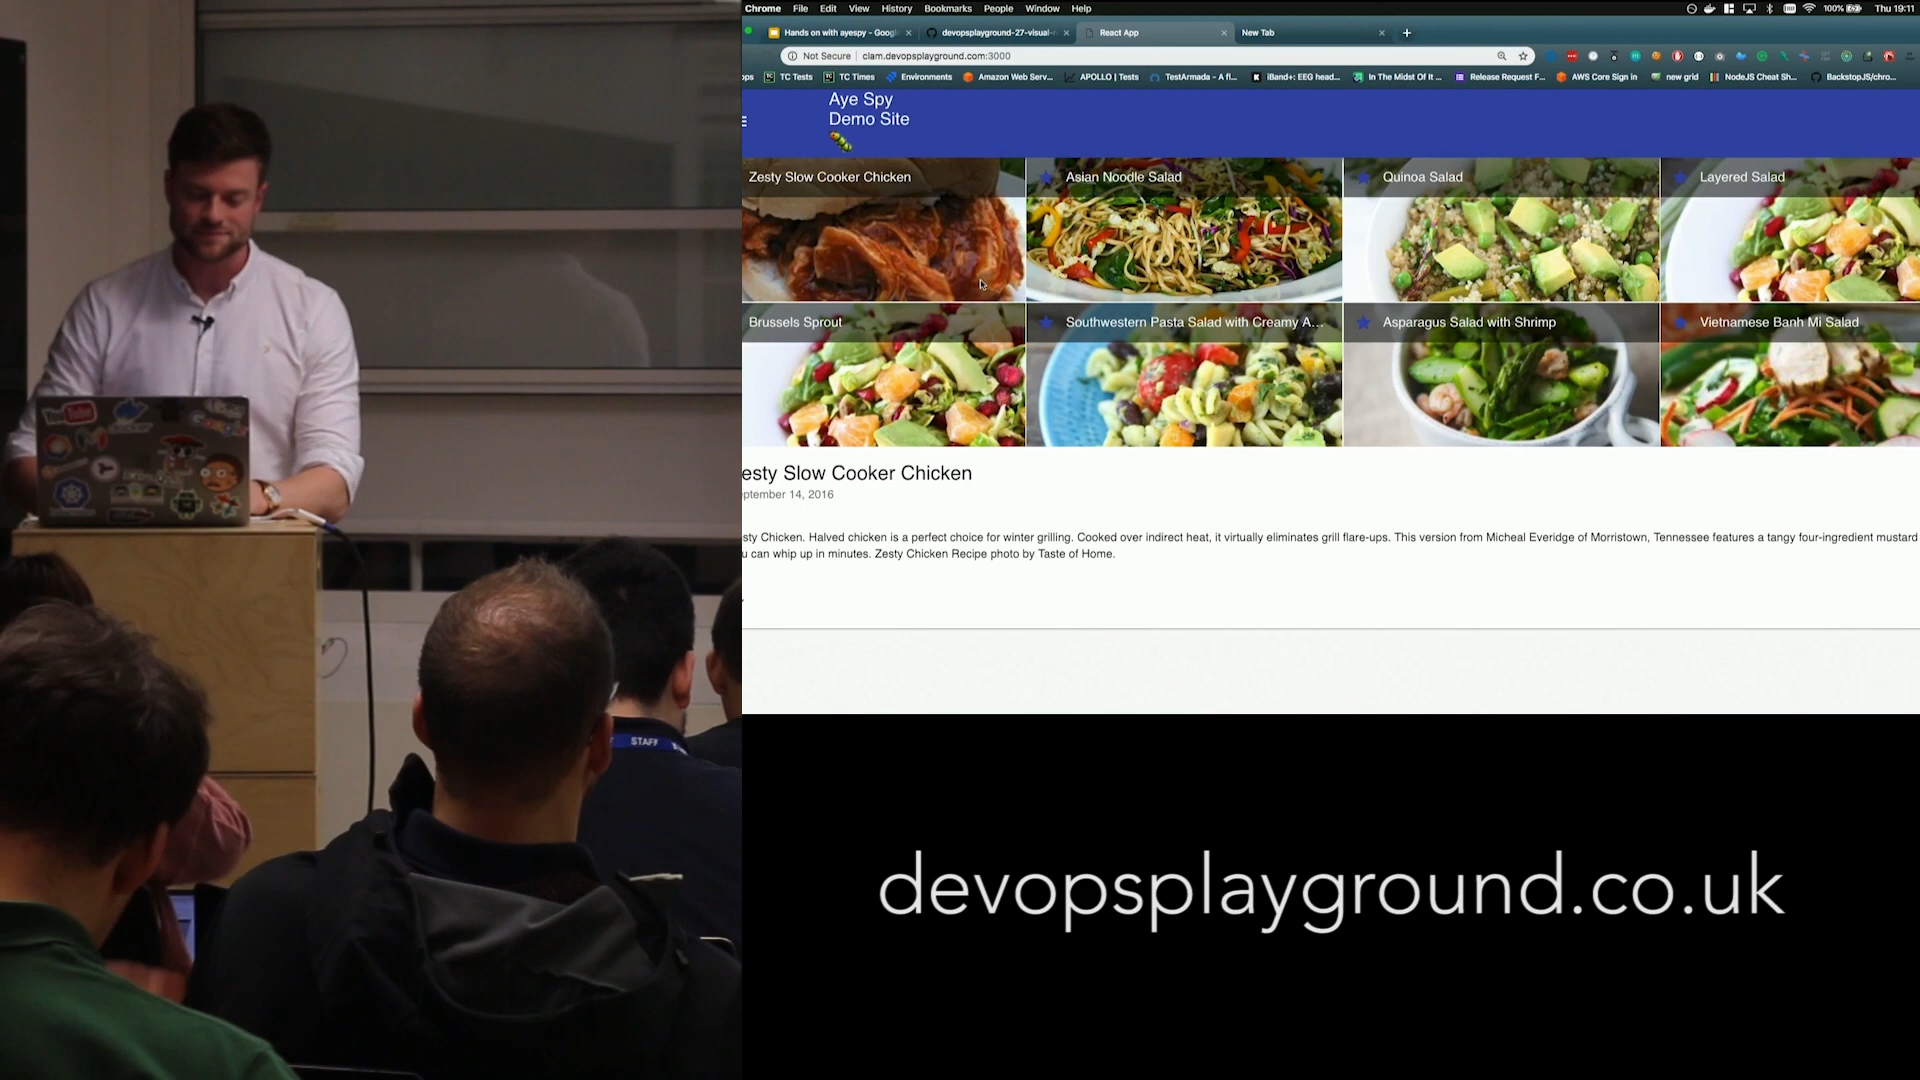 Chrome File Edit View History Bookmarks People Window Help 100% Thu 19:11
Hands on with ayespy - Googl devopsplayground-27-visual-r React App New Tab
Not Secure clam.devopsplayground.com:3000
ops TC Tests TC Times Environments Amazon Web Serv... APOLLO | Tests TestArmada - A fl... iBand+: EEG head... In The Midst Of It ... Release Request F... AWS Core Sign in new grid NodeJS Cheat Sh... BackstopJS/chro...
Aye Spy
Demo Site
Zesty Slow Cooker Chicken
Asian Noodle Salad
Quinoa Salad
Layered Salad
Brussels Sprout
Southwestern Pasta Salad with Creamy A...
Asparagus Salad with Shrimp
Vietnamese Banh Mi Salad
esty Slow Cooker Chicken
ptember 14, 2016
sty Chicken. Halved chicken is a perfect choice for winter grilling. Cooked over indirect heat, it virtually eliminates grill flare-ups. This version from Micheal Everidge of Morristown, Tennessee features a tangy four-ingredient mustard
u can whip up in minutes. Zesty Chicken Recipe photo by Taste of Home.
YouTube
Google
STAFF
devopsplayground.co.uk